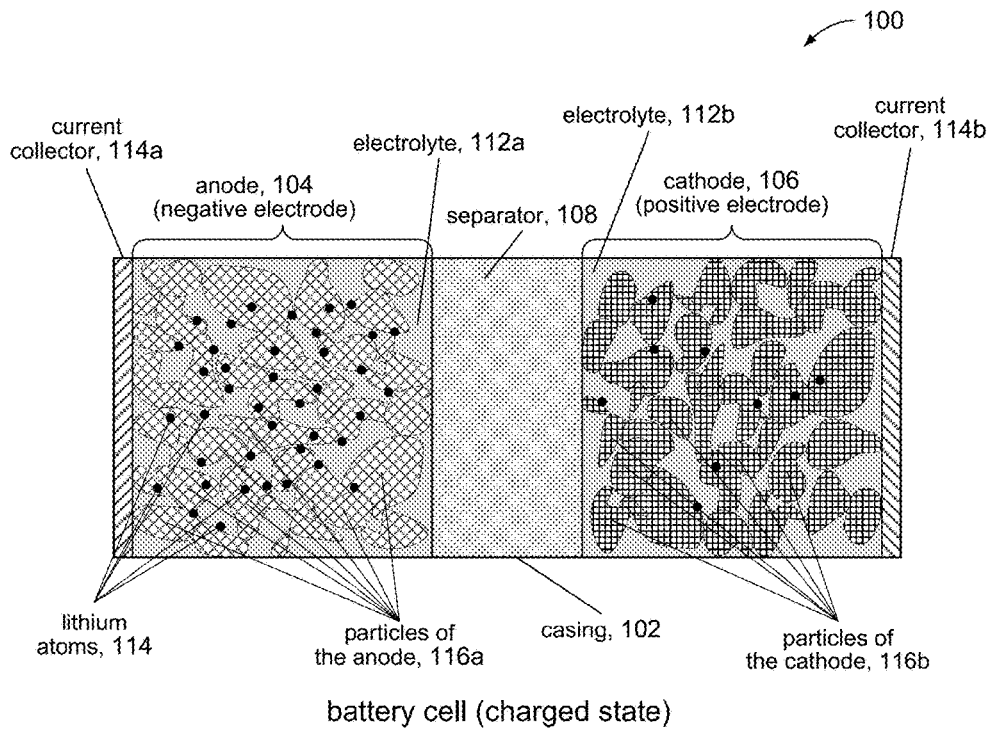 100
current
collector, 114a
electrolyte, 112a
electrolyte, 112b
current
collector, 114b
anode, 104
(negative electrode)
separator, 108
cathode, 106
(positive electrode)
lithium
atoms, 114
particles of
the anode, 116a
casing, 102
particles of
the cathode, 116b
battery cell (charged state)